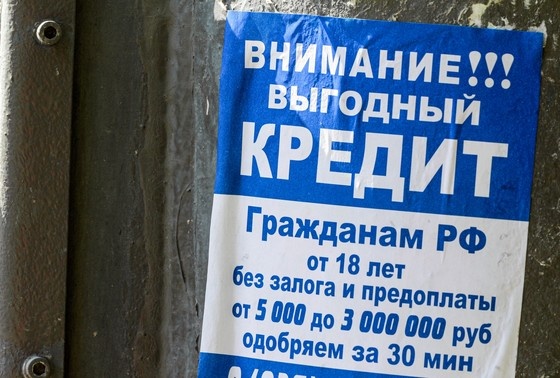 ВНИМАНИЕ!!!
ВЫГОДНЫЙ
КРЕДИТ
Гражданам РФ
от 18 лет
без залога и предоплаты
от 5 000 до 3 000 000 руб
одобряем за 30 мин